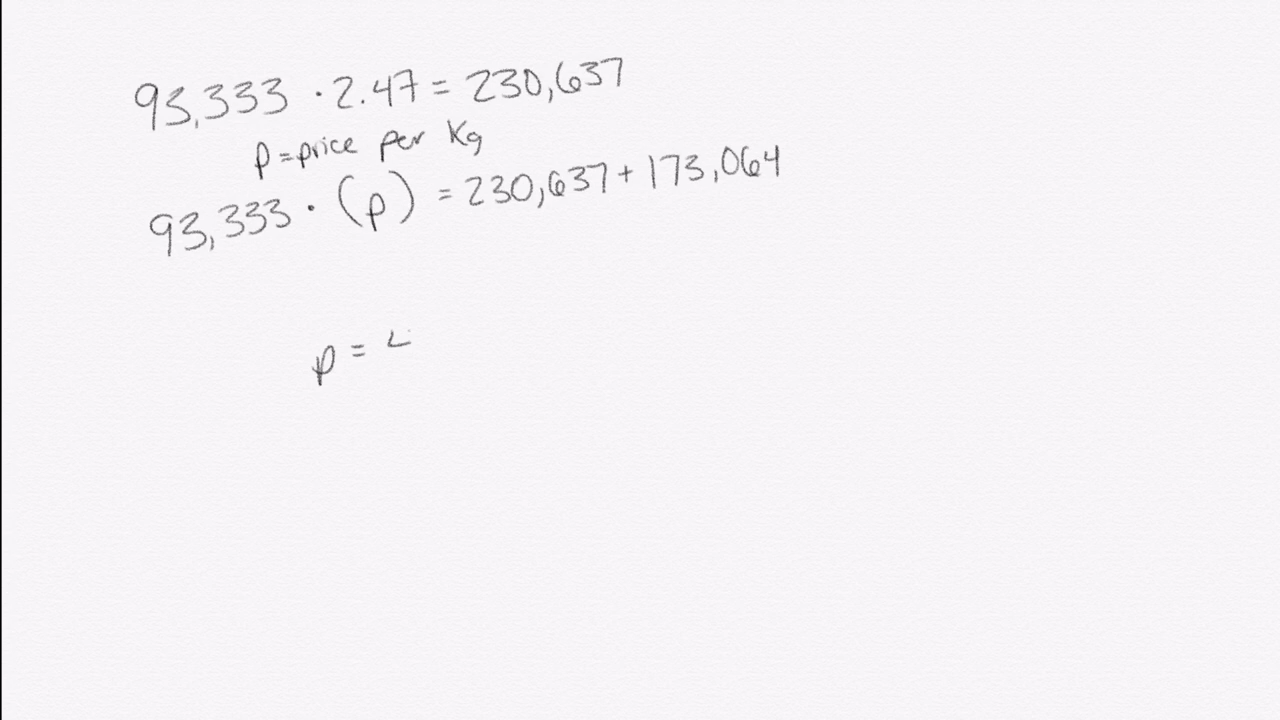 93,333 · 2.47 = 230,637
p = price per Kg
93,333 · (p) = 230,637 + 173,064
p =